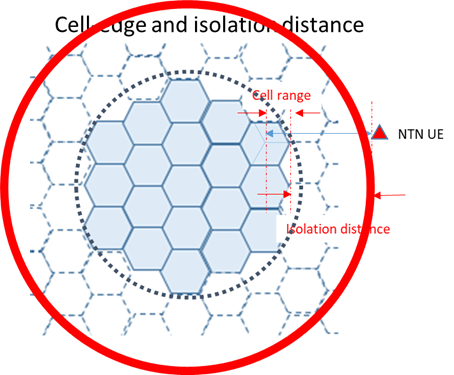 Cell-edge and isolation distance
Cell range
NTN UE
Isolation distance